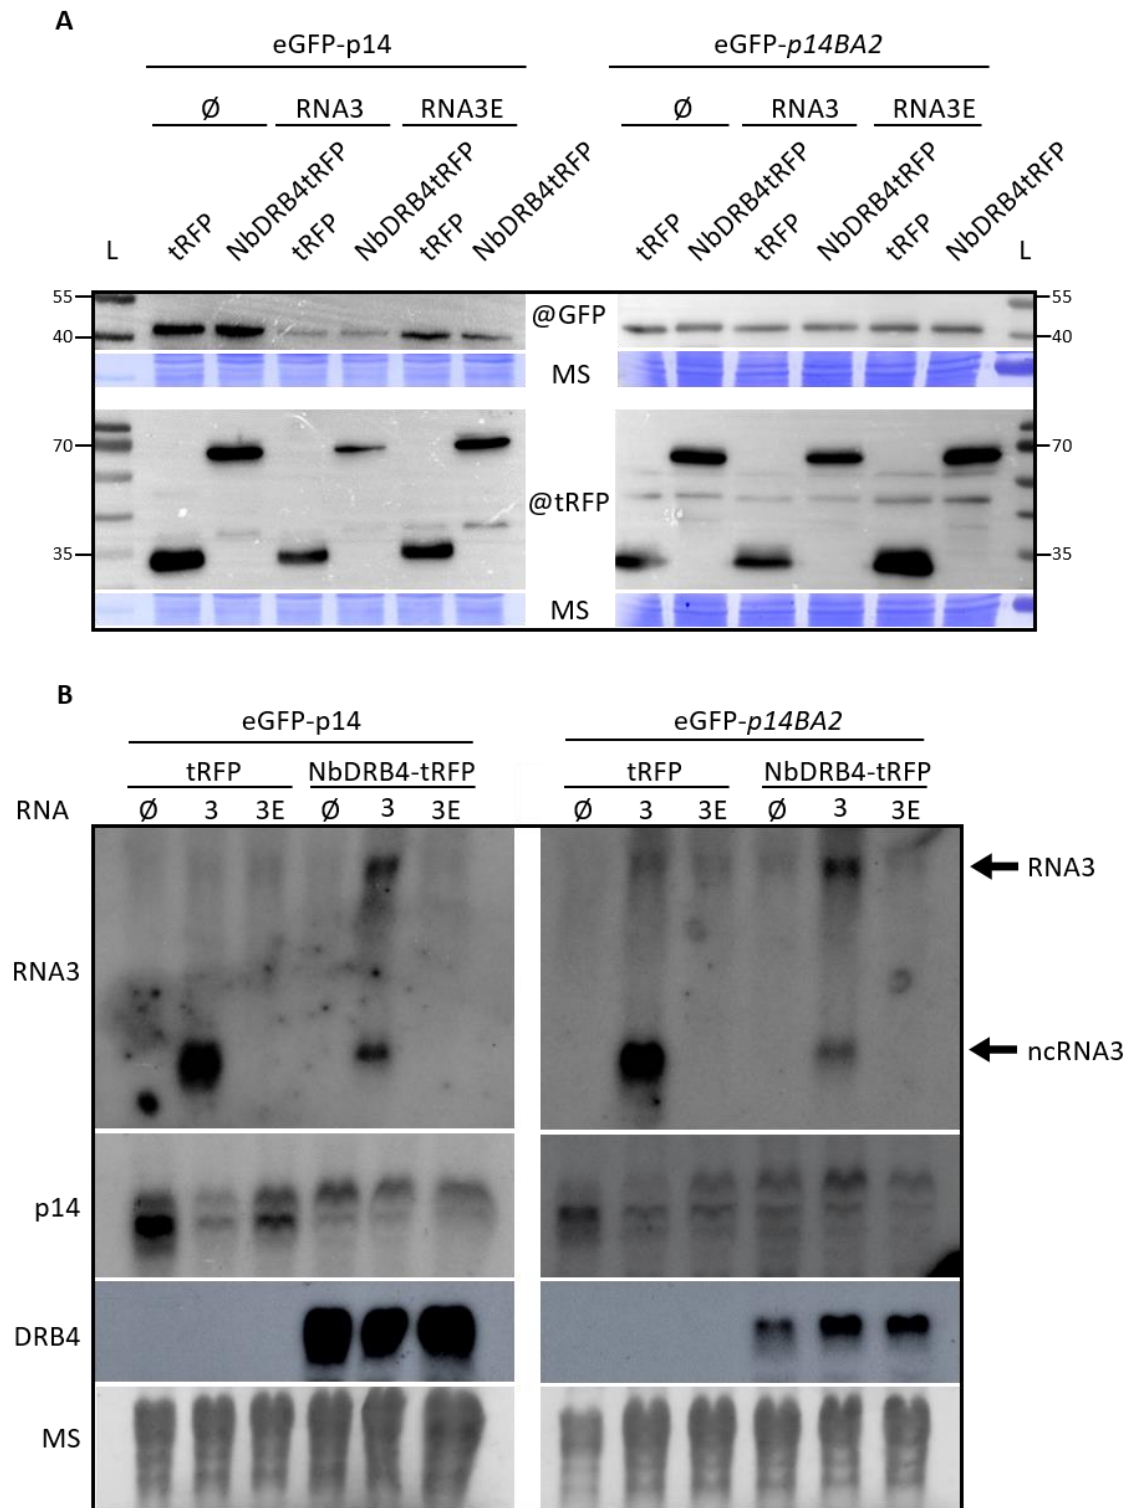 A
eGFP-p14 eGFP-p14BA2
Ø RNA3 RNA3E Ø RNA3 RNA3E
L tRFP NbDRB4tRFP tRFP NbDRB4tRFP tRFP NbDRB4tRFP tRFP NbDRB4tRFP tRFP NbDRB4tRFP tRFP NbDRB4tRFP L
55 @GFP 55
40 40
MS
70 70
@tRFP
35 35
MS
B
eGFP-p14 eGFP-p14BA2
tRFP NbDRB4-tRFP tRFP NbDRB4-tRFP
RNA Ø 3 3E Ø 3 3E Ø 3 3E Ø 3 3E
RNA3
RNA3
ncRNA3
p14
DRB4
MS